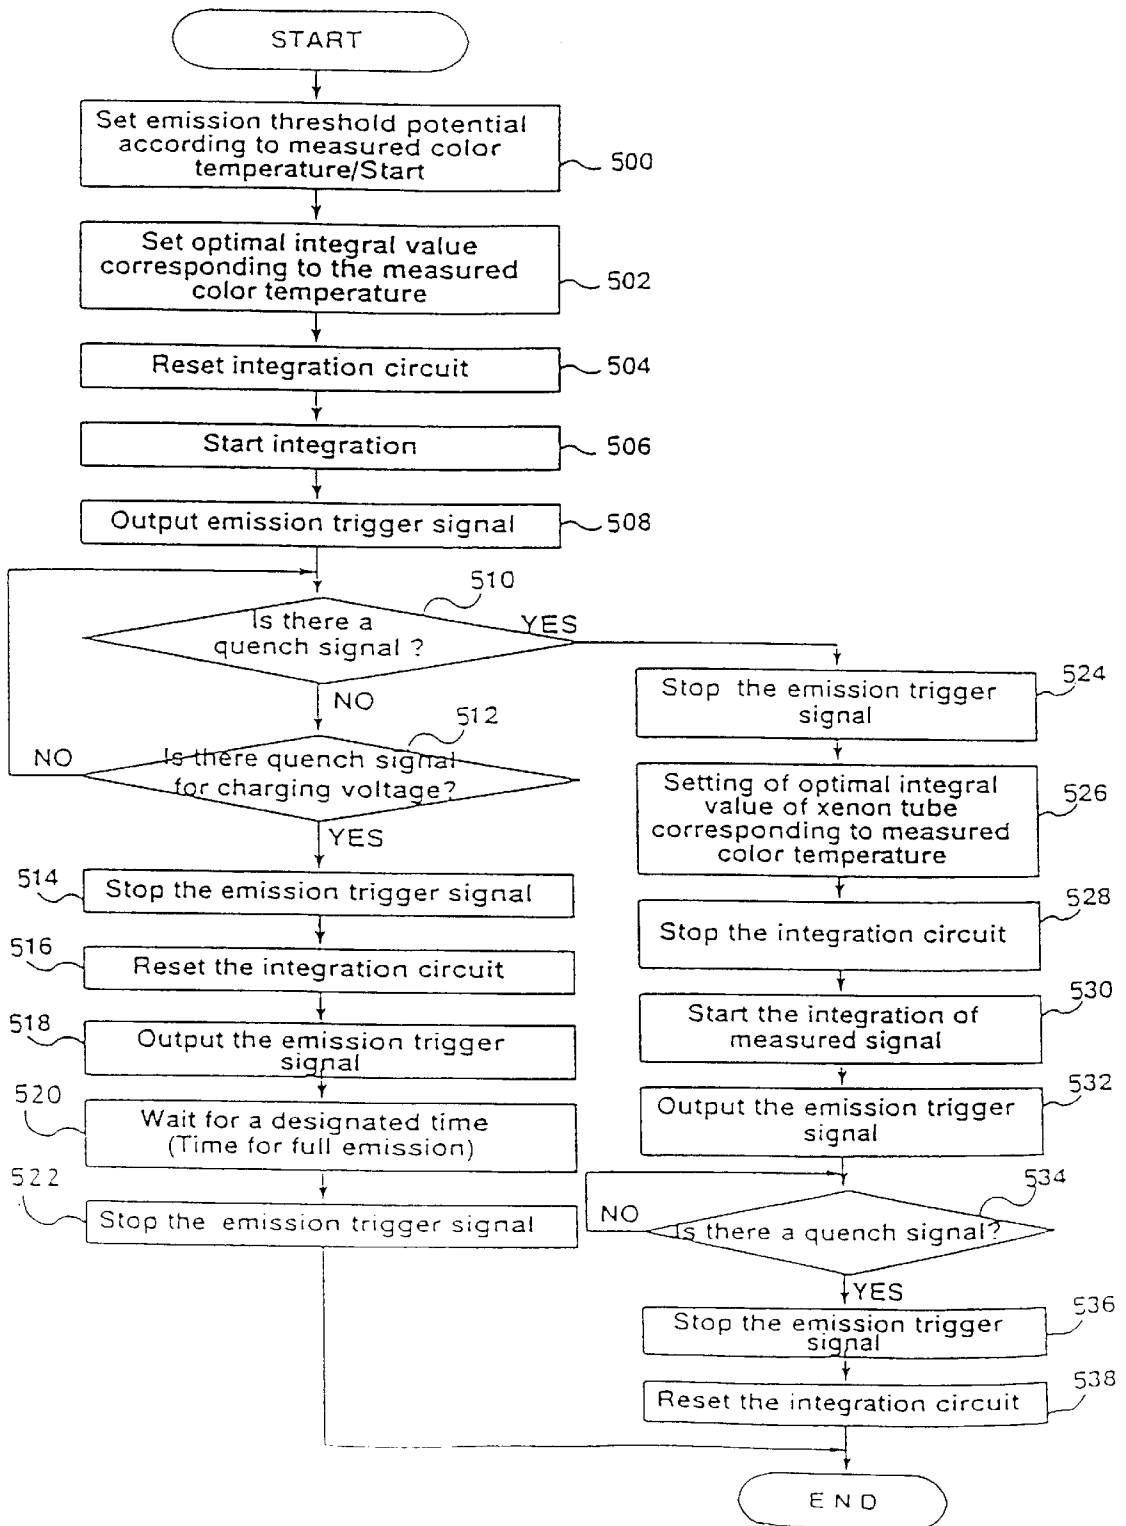 START
Set emission threshold potential
according to measured color
temperature/Start
500
Set optimal integral value
corresponding to the measured
color temperature
502
Reset integration circuit
504
Start integration
506
Output emission trigger signal
508
510
Is there a
quench signal ?
YES
NO
512
Is there quench signal
for charging voltage?
NO
YES
514
Stop the emission trigger signal
516
Reset the integration circuit
518
Output the emission trigger
signal
520
Wait for a designated time
(Time for full emission)
522
Stop the emission trigger signal
524
Stop the emission trigger
signal
526
Setting of optimal integral
value of xenon tube
corresponding to measured
color temperature
528
Stop the integration circuit
530
Start the integration of
measured signal
532
Output the emission trigger
signal
534
NO
Is there a quench signal?
YES
536
Stop the emission trigger
signal
538
Reset the integration circuit
END